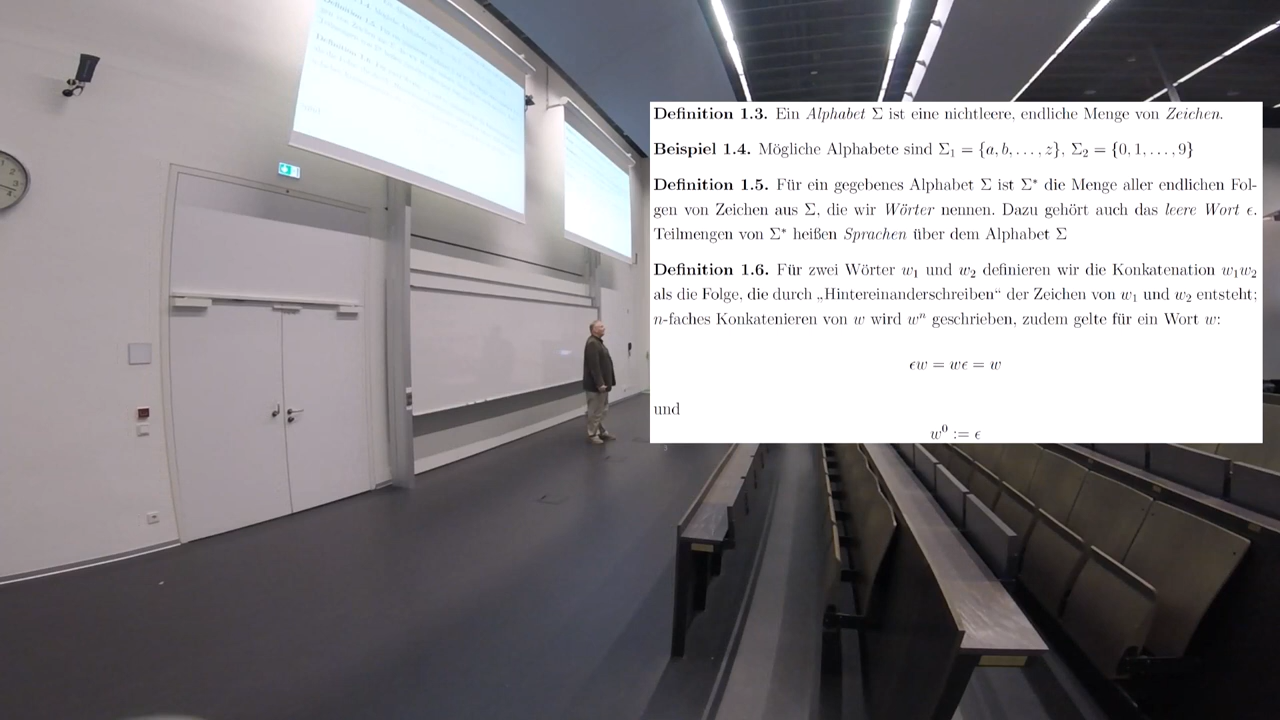 Definition 1.3. Ein Alphabet Σ ist eine nichtleere, endliche Menge von Zeichen.
Beispiel 1.4. Mögliche Alphabete sind Σ₁ = {a, b, . . . , z}, Σ₂ = {0, 1, . . . , 9}
Definition 1.5. Für ein gegebenes Alphabet Σ ist Σ* die Menge aller endlichen Fol-
gen von Zeichen aus Σ, die wir Wörter nennen. Dazu gehört auch das leere Wort ϵ.
Teilmengen von Σ* heißen Sprachen über dem Alphabet Σ
Definition 1.6. Für zwei Wörter w₁ und w₂ definieren wir die Konkatenation w₁w₂
als die Folge, die durch „Hintereinanderschreiben“ der Zeichen von w₁ und w₂ entsteht;
n-faches Konkatenieren von w wird wⁿ geschrieben, zudem gelte für ein Wort w:
ϵw = wϵ = w
und
w⁰ := ϵ